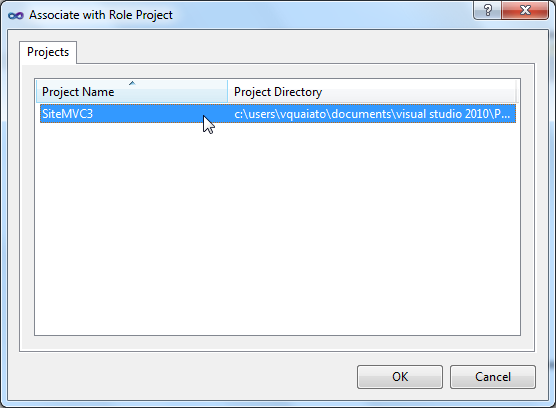 Associate with Role Project
Projects
Project Name Project Directory
SiteMVC3 c:\users\vquaiato\documents\visual studio 2010\P...
OK Cancel